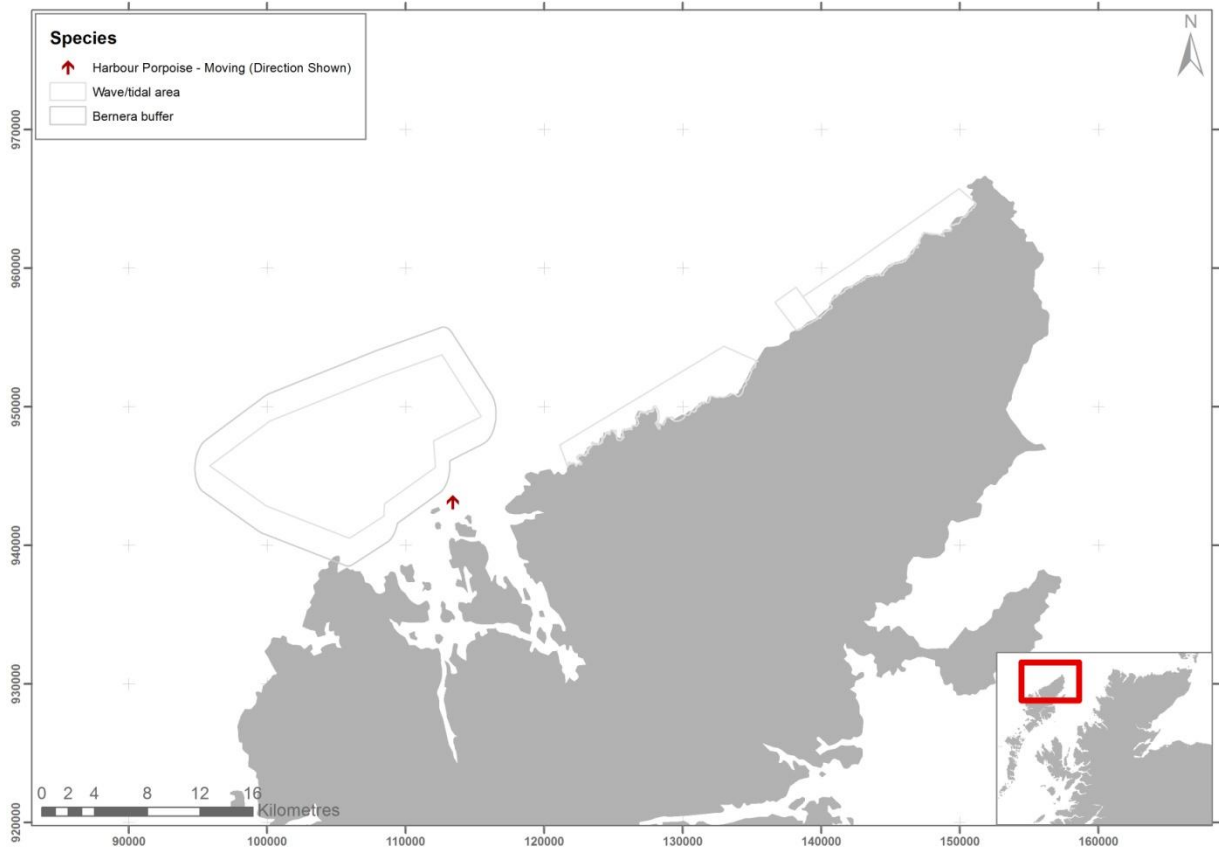 Species
Harbour Porpoise - Moving (Direction Shown)
Wave/tidal area
Bernera buffer
N
970000
960000
950000
940000
930000
920000
0 2 4 8 12 16
Kilometres
90000 100000 110000 120000 130000 140000 150000 160000